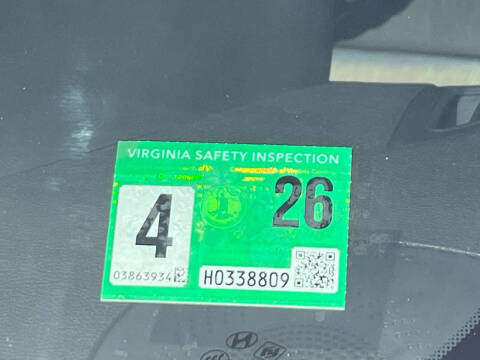 VIRGINIA SAFETY INSPECTION
4
26
03863934
H0338809